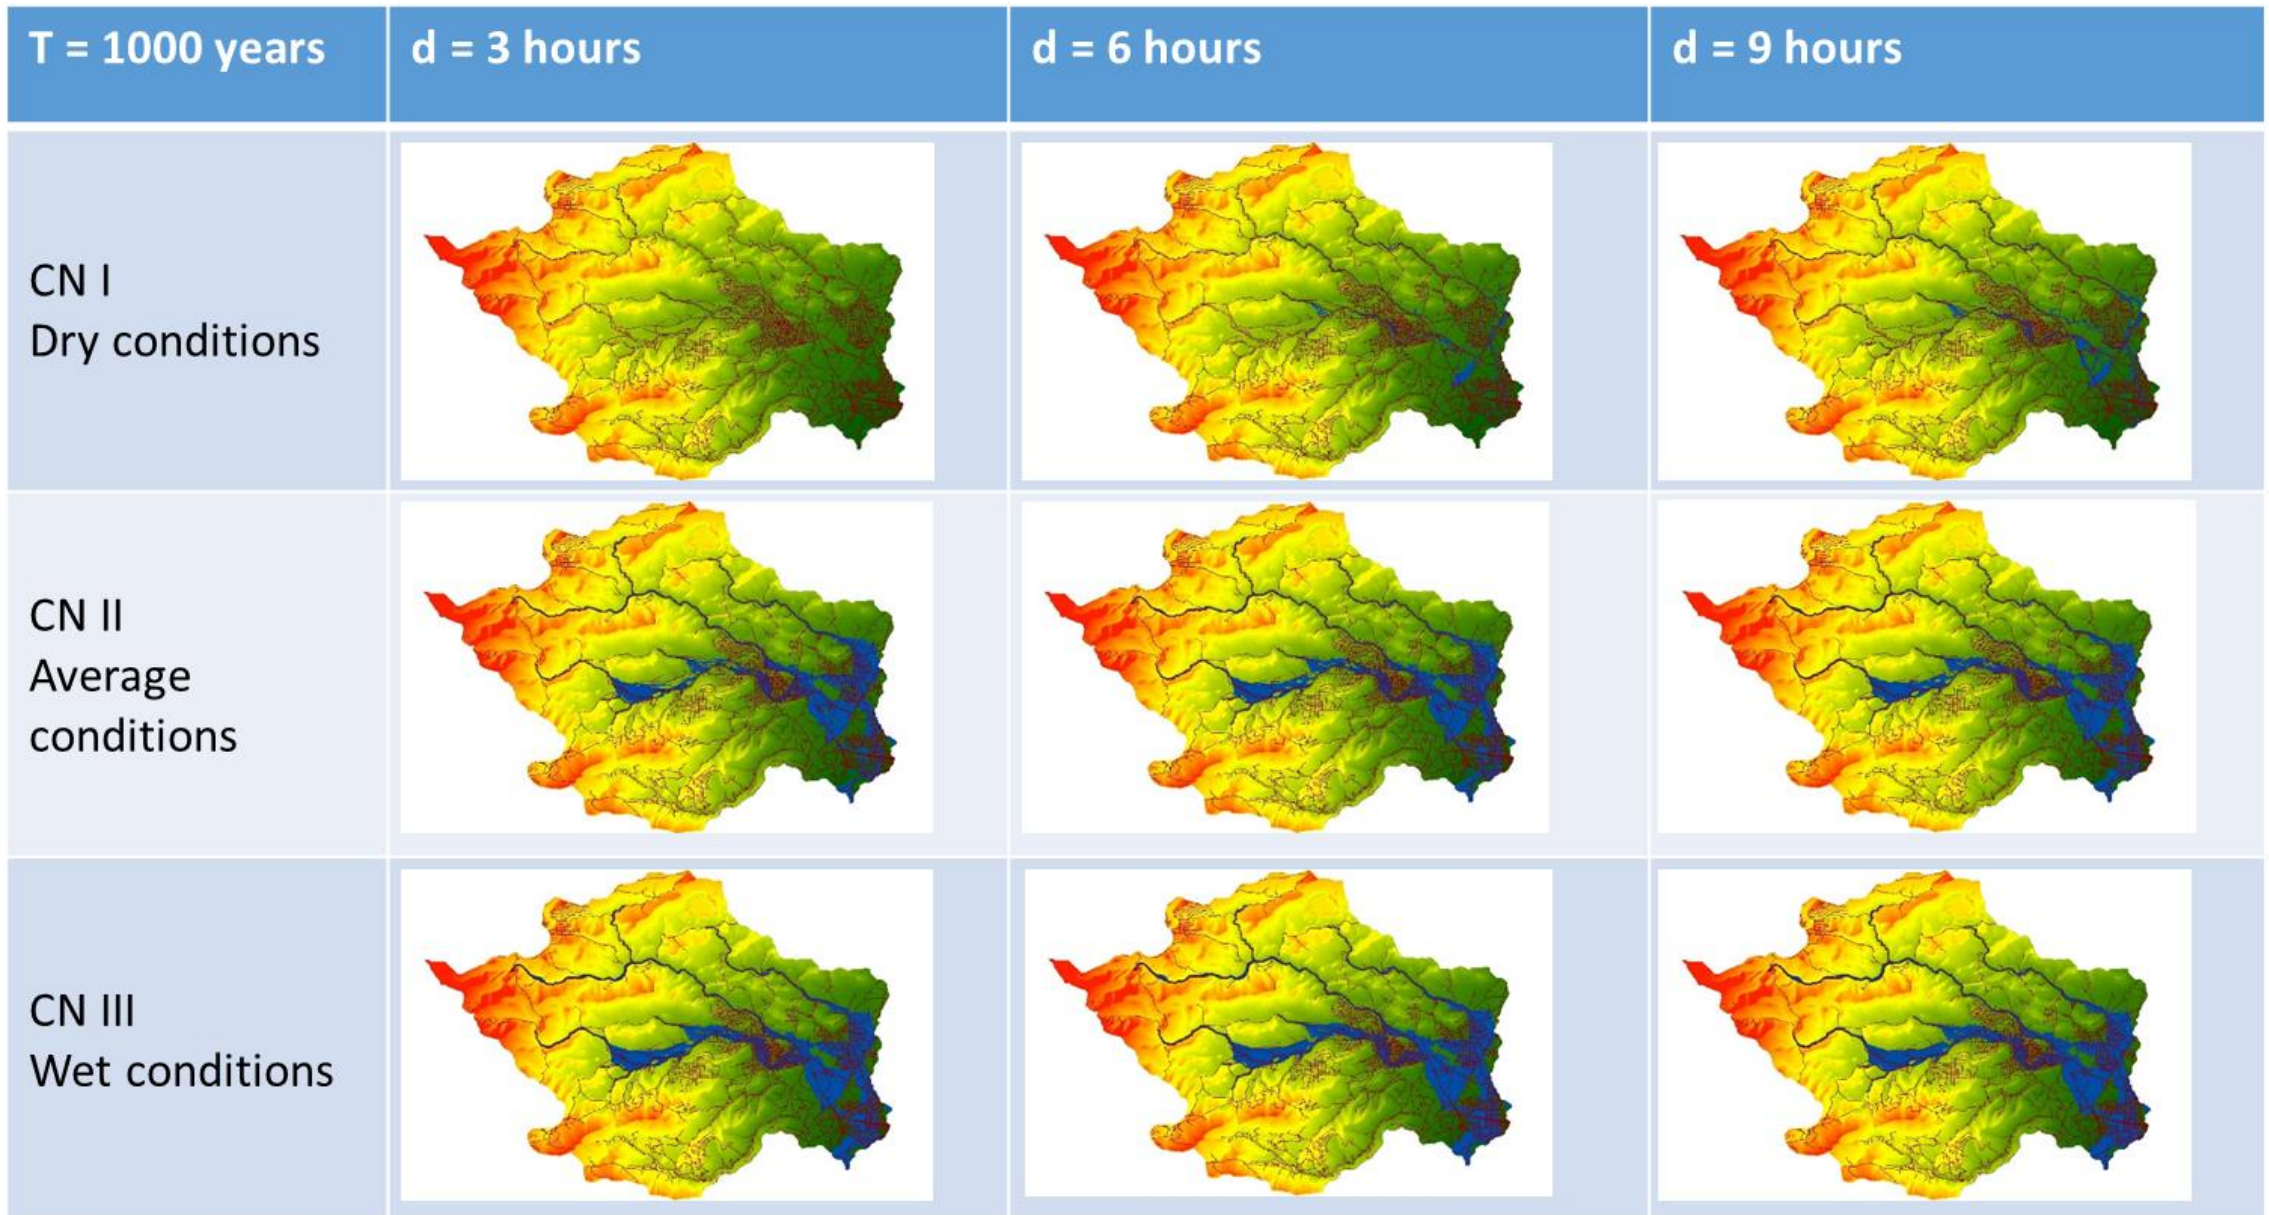 T = 1000 years
d = 3 hours
d = 6 hours
d = 9 hours
CN I
Dry conditions
CN II
Average
conditions
CN III
Wet conditions